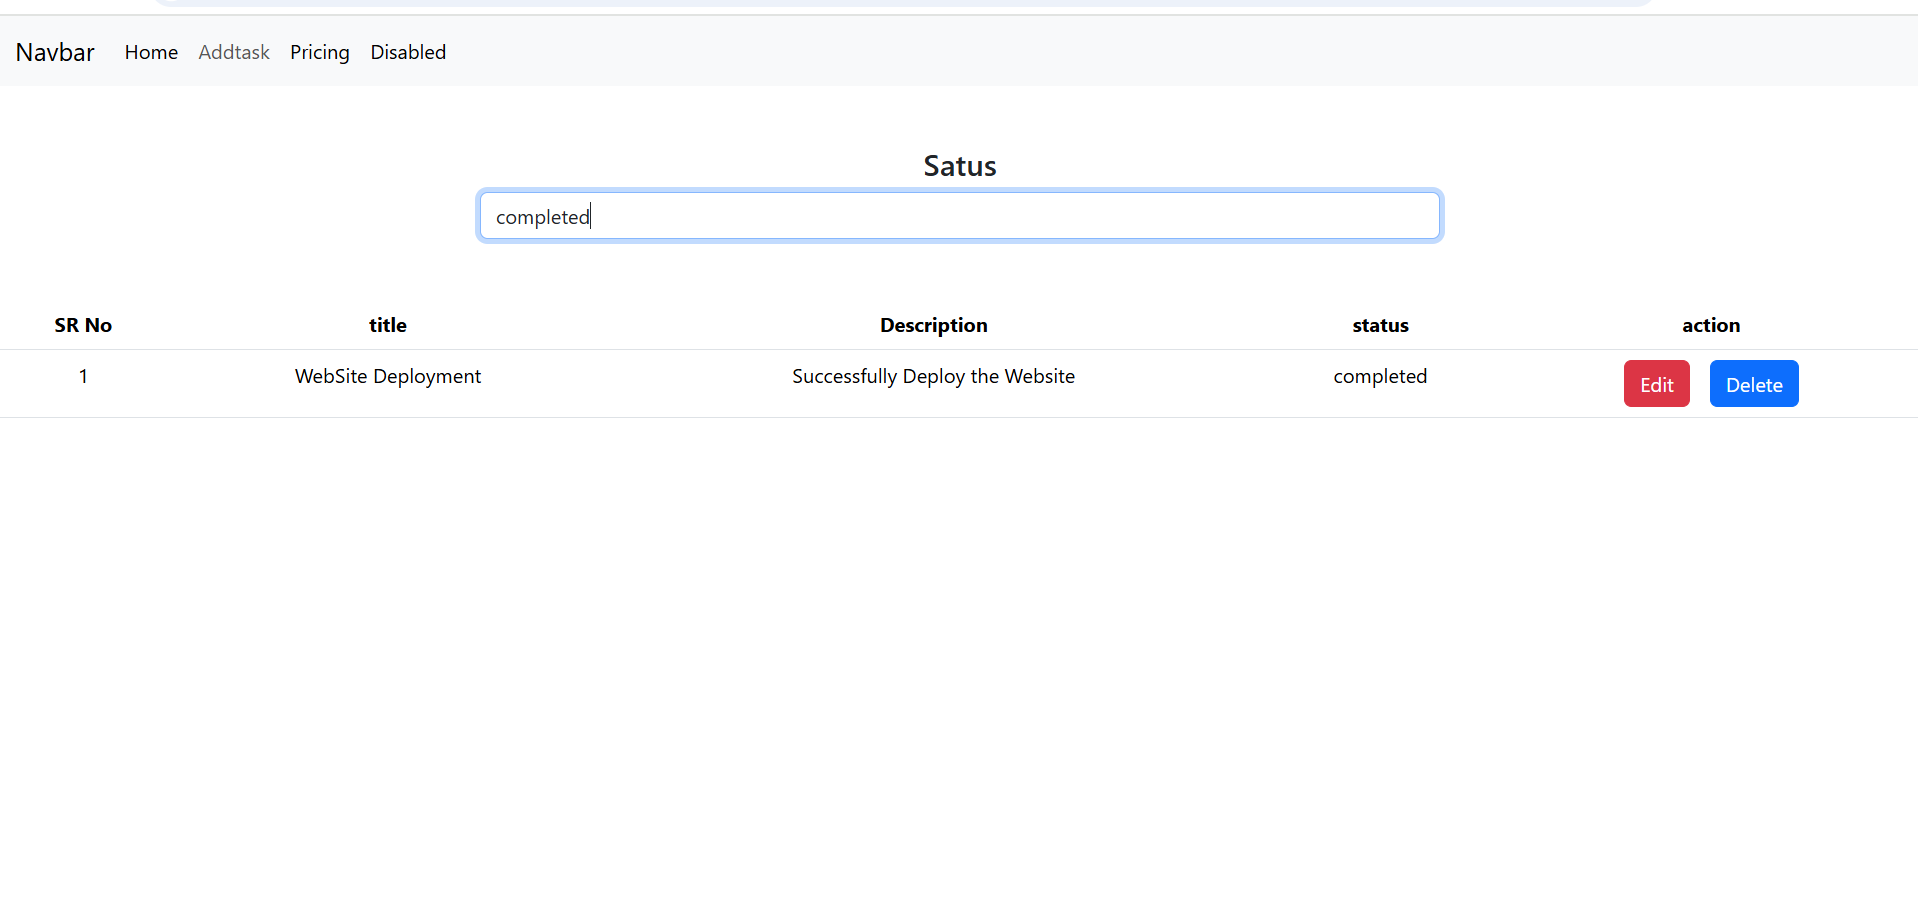 Navbar Home Addtask Pricing Disabled
Satus
completed
SR No title Description status action
1 WebSite Deployment Successfully Deploy the Website completed Edit Delete